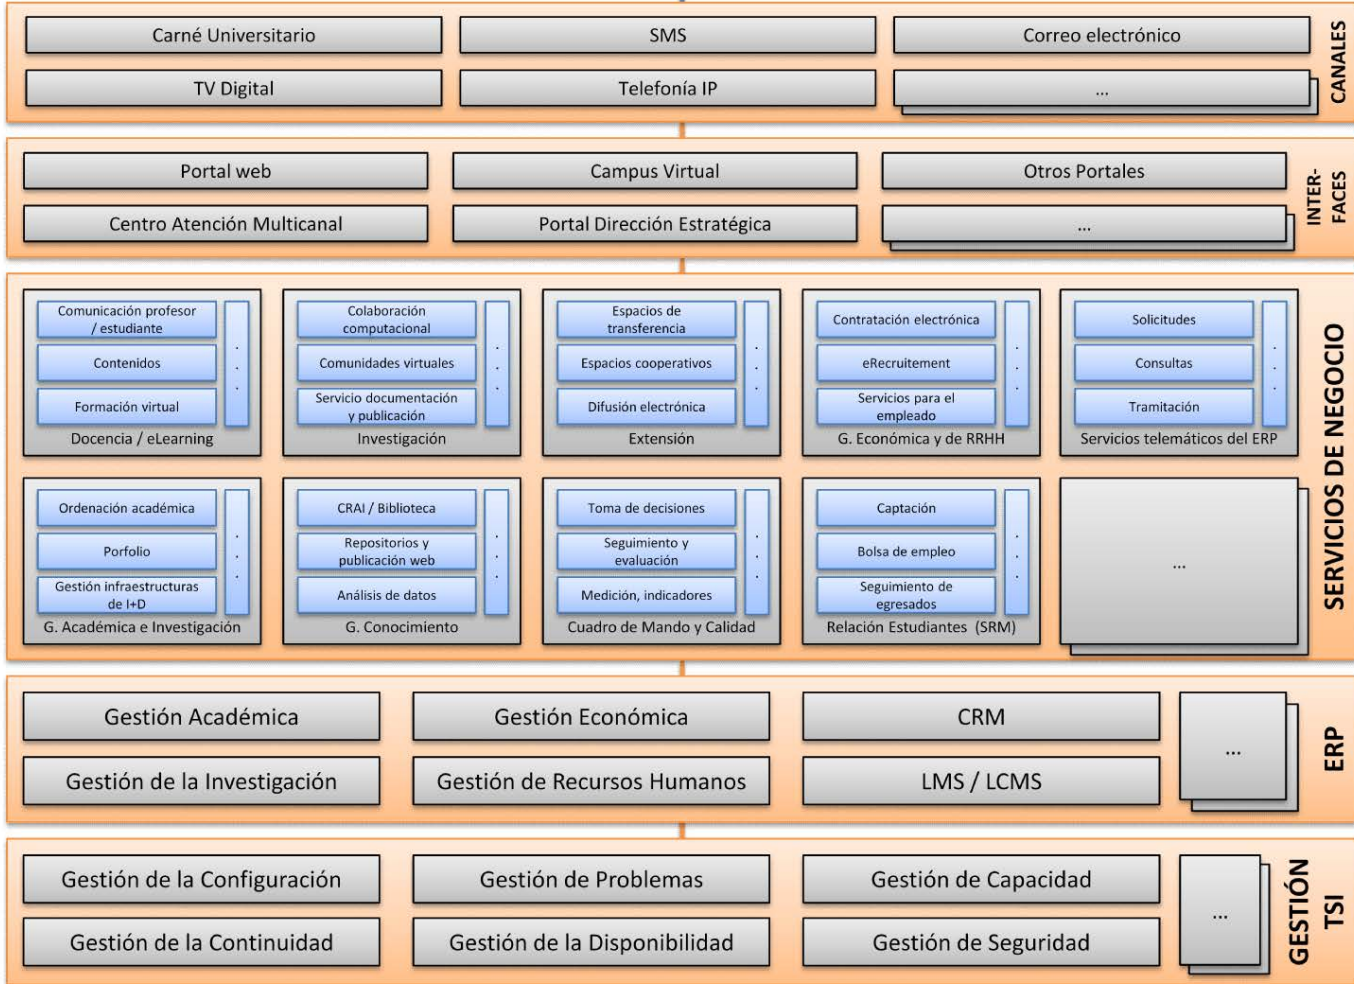 Carné Universitario
SMS
Correo electrónico
TV Digital
Telefonía IP
...
CANALES
Portal web
Campus Virtual
Otros Portales
Centro Atención Multicanal
Portal Dirección Estratégica
...
INTER-
FACES
Comunicación profesor
/ estudiante
Contenidos
Formación virtual
...
Docencia / eLearning
Colaboración
computacional
Comunidades virtuales
Servicio documentación
y publicación
...
Investigación
Espacios de
transferencia
Espacios cooperativos
Difusión electrónica
...
Extensión
Contratación electrónica
eRecruitement
Servicios para el
empleado
...
G. Económica y de RRHH
Solicitudes
Consultas
Tramitación
...
Servicios telemáticos del ERP
Ordenación académica
Porfolio
Gestión infraestructuras
de I+D
...
G. Académica e Investigación
CRAI / Biblioteca
Repositorios y
publicación web
Análisis de datos
...
G. Conocimiento
Toma de decisiones
Seguimiento y
evaluación
Medición, indicadores
...
Cuadro de Mando y Calidad
Captación
Bolsa de empleo
Seguimiento de
egresados
...
Relación Estudiantes (SRM)
...
SERVICIOS DE NEGOCIO
Gestión Académica
Gestión Económica
CRM
Gestión de la Investigación
Gestión de Recursos Humanos
LMS / LCMS
...
ERP
Gestión de la Configuración
Gestión de Problemas
Gestión de Capacidad
Gestión de la Continuidad
Gestión de la Disponibilidad
Gestión de Seguridad
...
GESTIÓN
TSI